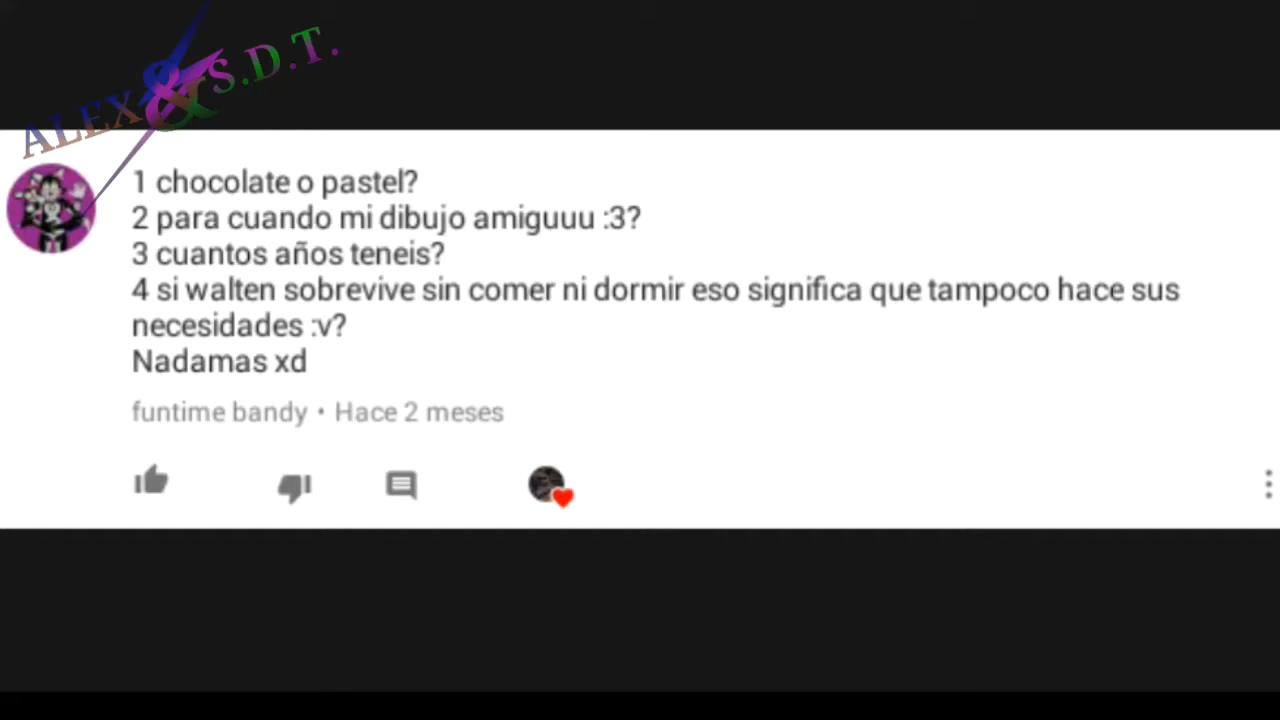 ALEX & S.D.T.
1 chocolate o pastel?
2 para cuando mi dibujo amiguuu :3?
3 cuantos años teneis?
4 si walten sobrevive sin comer ni dormir eso significa que tampoco hace sus
necesidades :v?
Nadamas xd
funtime bandy • Hace 2 meses